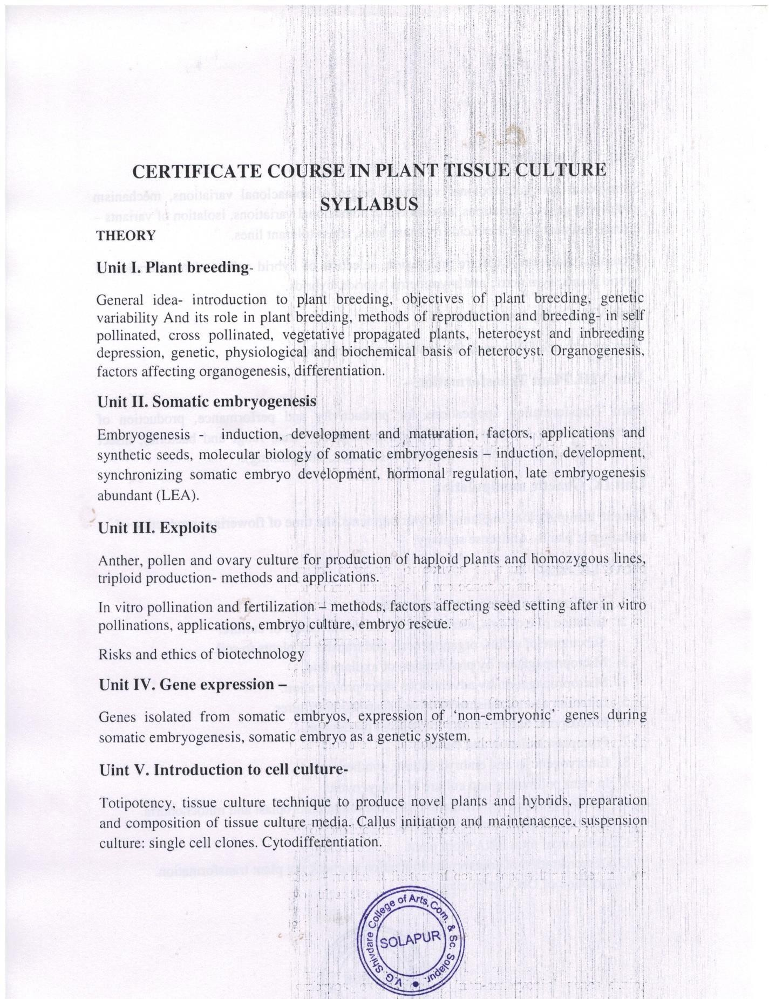 CERTIFICATE COURSE IN PLANT TISSUE CULTURE
SYLLABUS
THEORY
Unit I. Plant breeding-
General idea- introduction to plant breeding, objectives of plant breeding, genetic
variability And its role in plant breeding, methods of reproduction and breeding- in self
pollinated, cross pollinated, vegetative propagated plants, heterocyst and inbreeding
depression, genetic, physiological and biochemical basis of heterocyst. Organogenesis,
factors affecting organogenesis, differentiation.
Unit II. Somatic embryogenesis
Embryogenesis - induction, development and maturation, factors, applications and
synthetic seeds, molecular biology of somatic embryogenesis – induction, development,
synchronizing somatic embryo development, hormonal regulation, late embryogenesis
abundant (LEA).
Unit III. Exploits
Anther, pollen and ovary culture for production of haploid plants and homozygous lines,
triploid production- methods and applications.
In vitro pollination and fertilization – methods, factors affecting seed setting after in vitro
pollinations, applications, embryo culture, embryo rescue.
Risks and ethics of biotechnology
Unit IV. Gene expression –
Genes isolated from somatic embryos, expression of ‘non-embryonic’ genes during
somatic embryogenesis, somatic embryo as a genetic system.
Uint V. Introduction to cell culture-
Totipotency, tissue culture technique to produce novel plants and hybrids, preparation
and composition of tissue culture media. Callus initiation and maintenacnce, suspension
culture: single cell clones. Cytodifferentiation.
V.G. Shivdare College of Arts, Com. & Sc. Solapur.
SOLAPUR